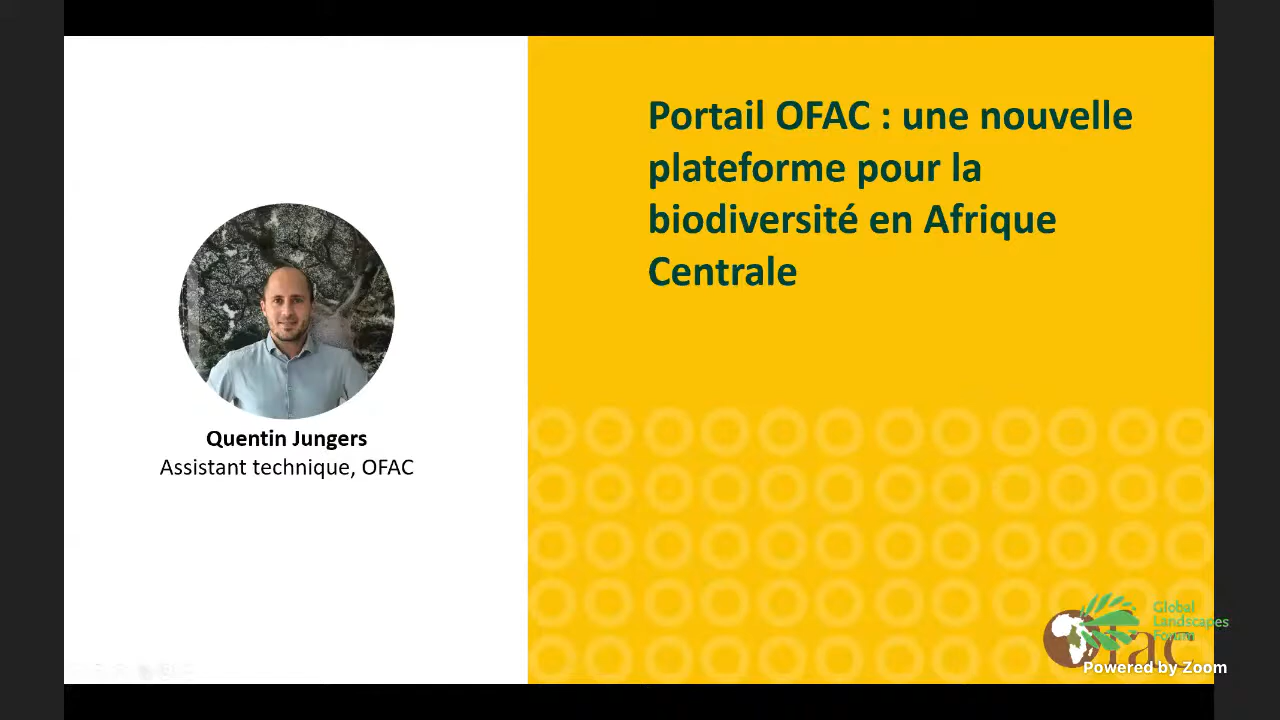 Portail OFAC : une nouvelle
plateforme pour la
biodiversité en Afrique
Centrale
Quentin Jungers
Assistant technique, OFAC
Global
Landscapes
Forum
Ofac
Powered by Zoom